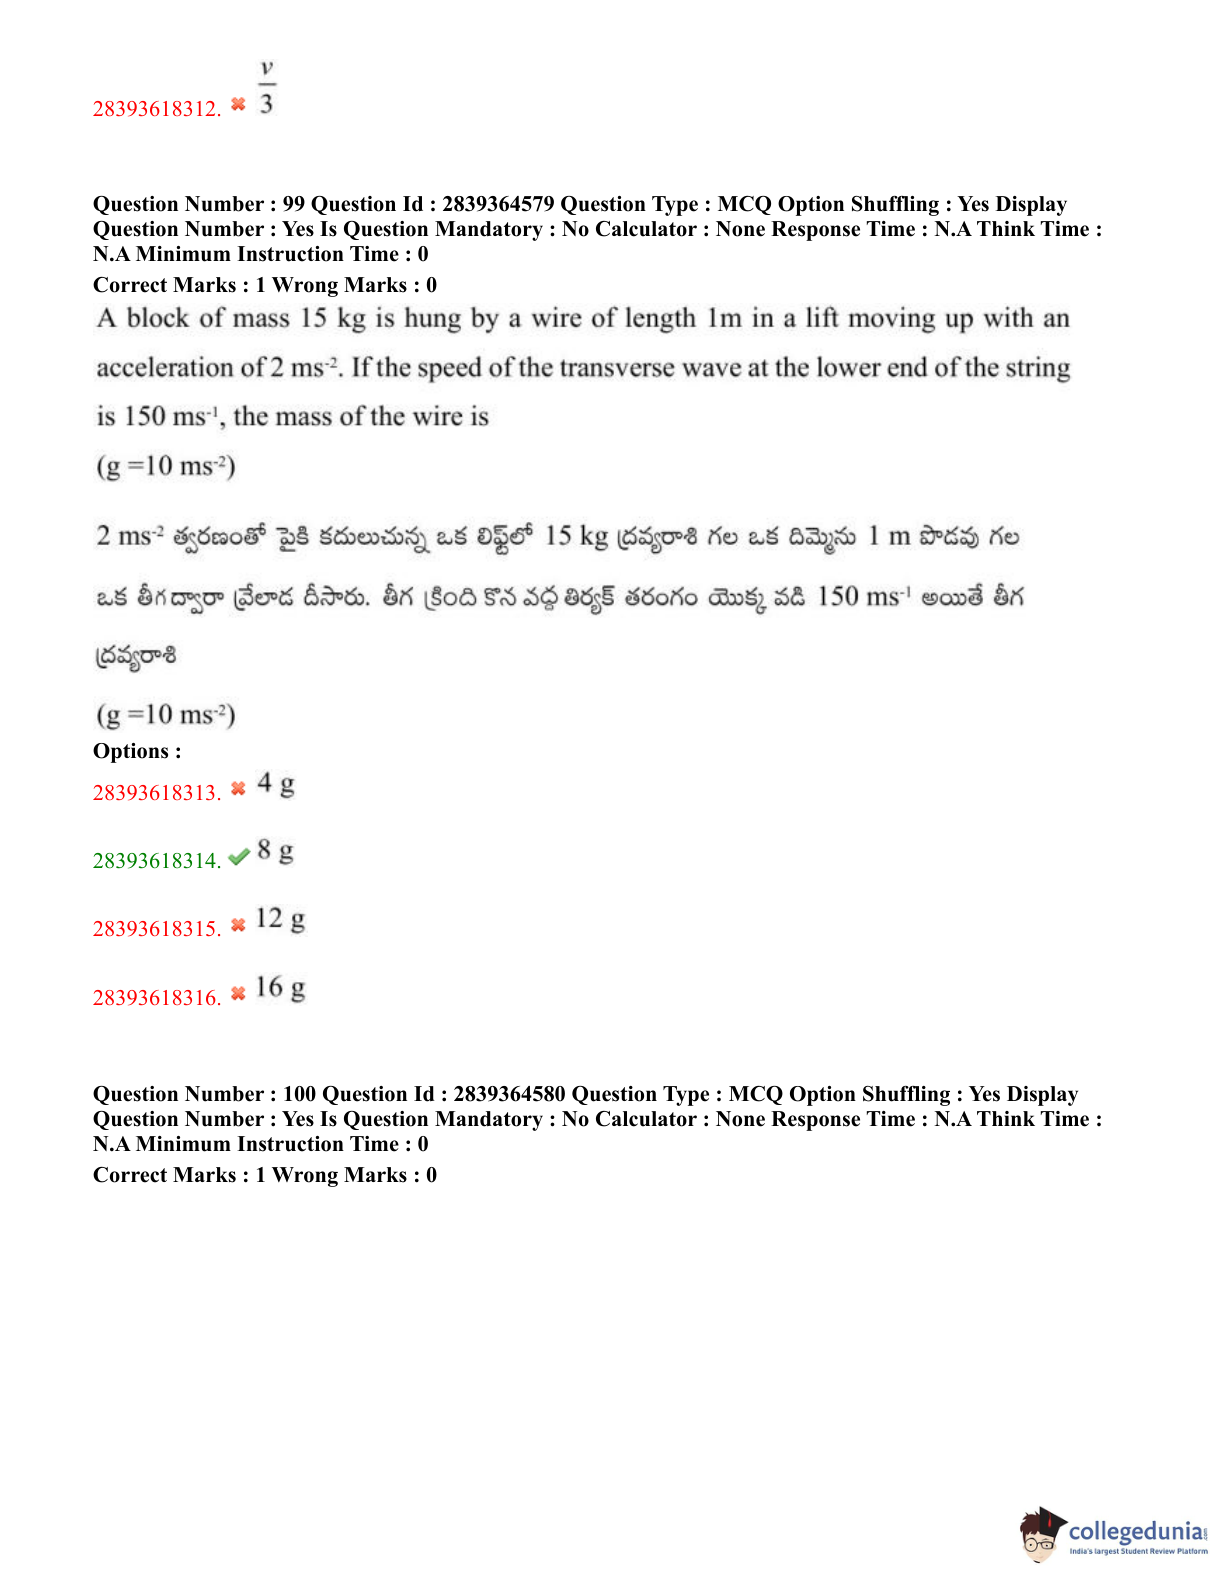 v
3
28393618312.
Question Number : 99 Question Id : 2839364579 Question Type : MCQ Option Shuffling : Yes Display
Question Number : Yes Is Question Mandatory : No Calculator : None Response Time : N.A Think Time :
N.A Minimum Instruction Time : 0
Correct Marks : 1 Wrong Marks : 0
A block of mass 15 kg is hung by a wire of length 1m in a lift moving up with an
acceleration of 2 ms⁻². If the speed of the transverse wave at the lower end of the string
is 150 ms⁻¹, the mass of the wire is
(g =10 ms⁻²)
2 ms⁻² త్వరణంతో పైకి కదులుచున్న ఒక లిఫ్ట్‌లో 15 kg ద్రవ్యరాశి గల ఒక దిమ్మెను 1 m పొడవు గల
ఒక తీగద్వారా వ్రేలాడ దీసారు. తీగ క్రింది కొన వద్ద తిర్యక్ తరంగం యొక్క వడి 150 ms⁻¹ అయితే తీగ
ద్రవ్యరాశి
(g =10 ms⁻²)
Options :
28393618313. 4 g
28393618314. 8 g
28393618315. 12 g
28393618316. 16 g
Question Number : 100 Question Id : 2839364580 Question Type : MCQ Option Shuffling : Yes Display
Question Number : Yes Is Question Mandatory : No Calculator : None Response Time : N.A Think Time :
N.A Minimum Instruction Time : 0
Correct Marks : 1 Wrong Marks : 0
collegedunia
India's largest Student Review Platform